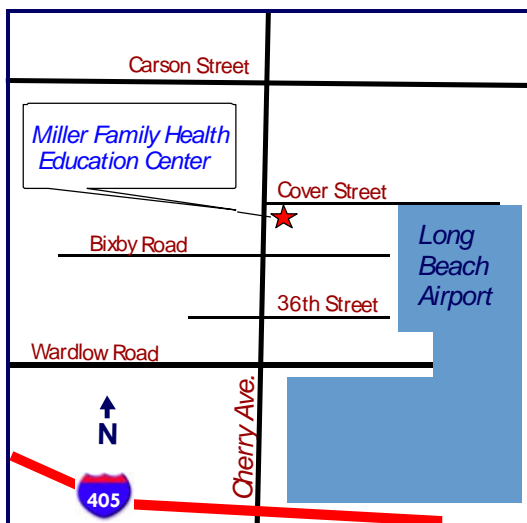 Carson Street
Miller Family Health
Education Center
Cover Street
Bixby Road
Long
Beach
Airport
36th Street
Wardlow Road
Cherry Ave.
N
405